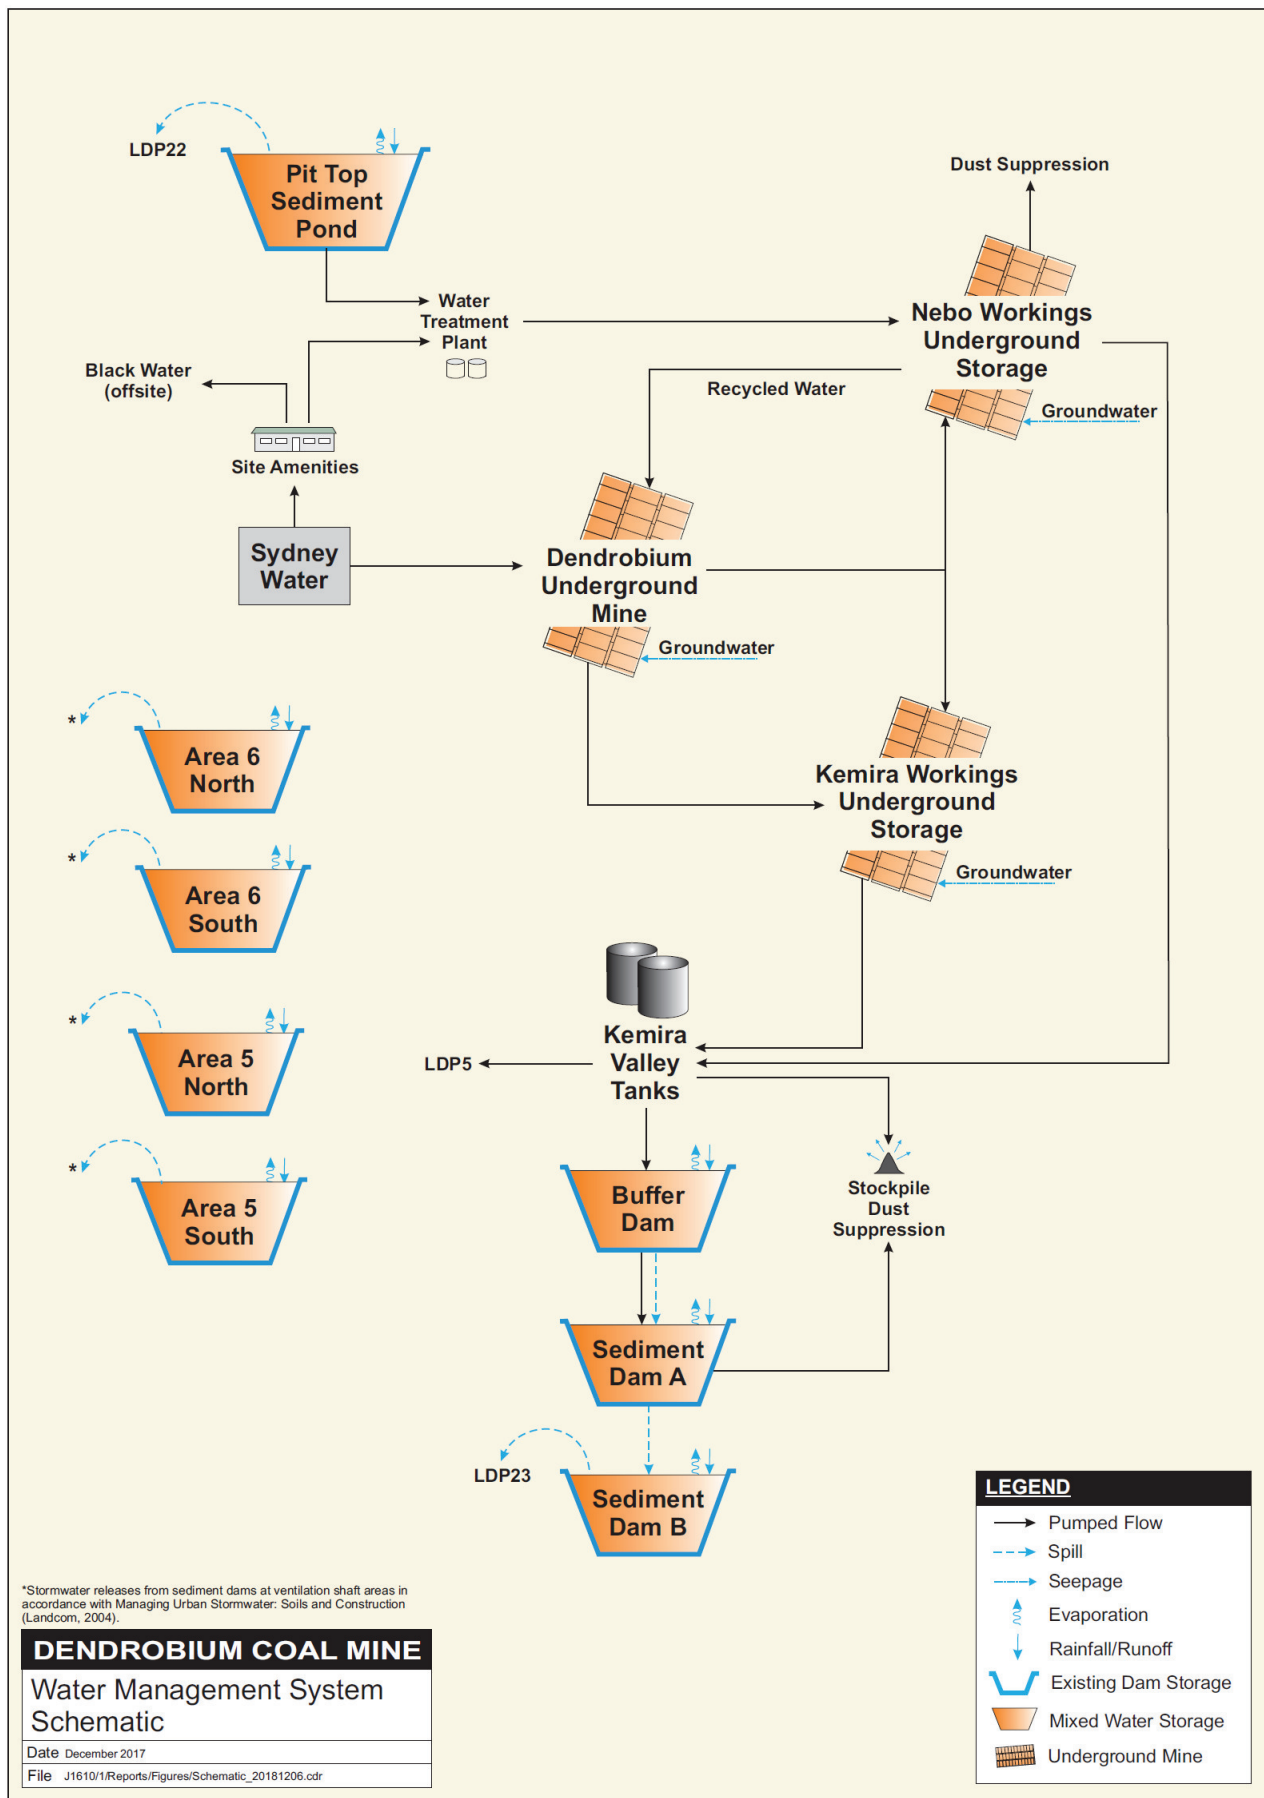 LDP22
Pit Top
Sediment
Pond
Dust Suppression
Water
Treatment
Plant
Nebo Workings
Underground
Storage
Black Water
(offsite)
Recycled Water
Groundwater
Site Amenities
Sydney
Water
Dendrobium
Underground
Mine
Groundwater
*
Area 6
North
Kemira Workings
Underground
Storage
*
Area 6
South
Groundwater
*
Area 5
North
Kemira
Valley
Tanks
LDP5
*
Area 5
South
Buffer
Dam
Stockpile
Dust
Suppression
Sediment
Dam A
LDP23
Sediment
Dam B
LEGEND
Pumped Flow
Spill
Seepage
Evaporation
Rainfall/Runoff
Existing Dam Storage
Mixed Water Storage
Underground Mine
*Stormwater releases from sediment dams at ventilation shaft areas in
accordance with Managing Urban Stormwater: Soils and Construction
(Landcom, 2004).
DENDROBIUM COAL MINE
Water Management System
Schematic
Date December 2017
File J1610/1/Reports/Figures/Schematic_20181206.cdr